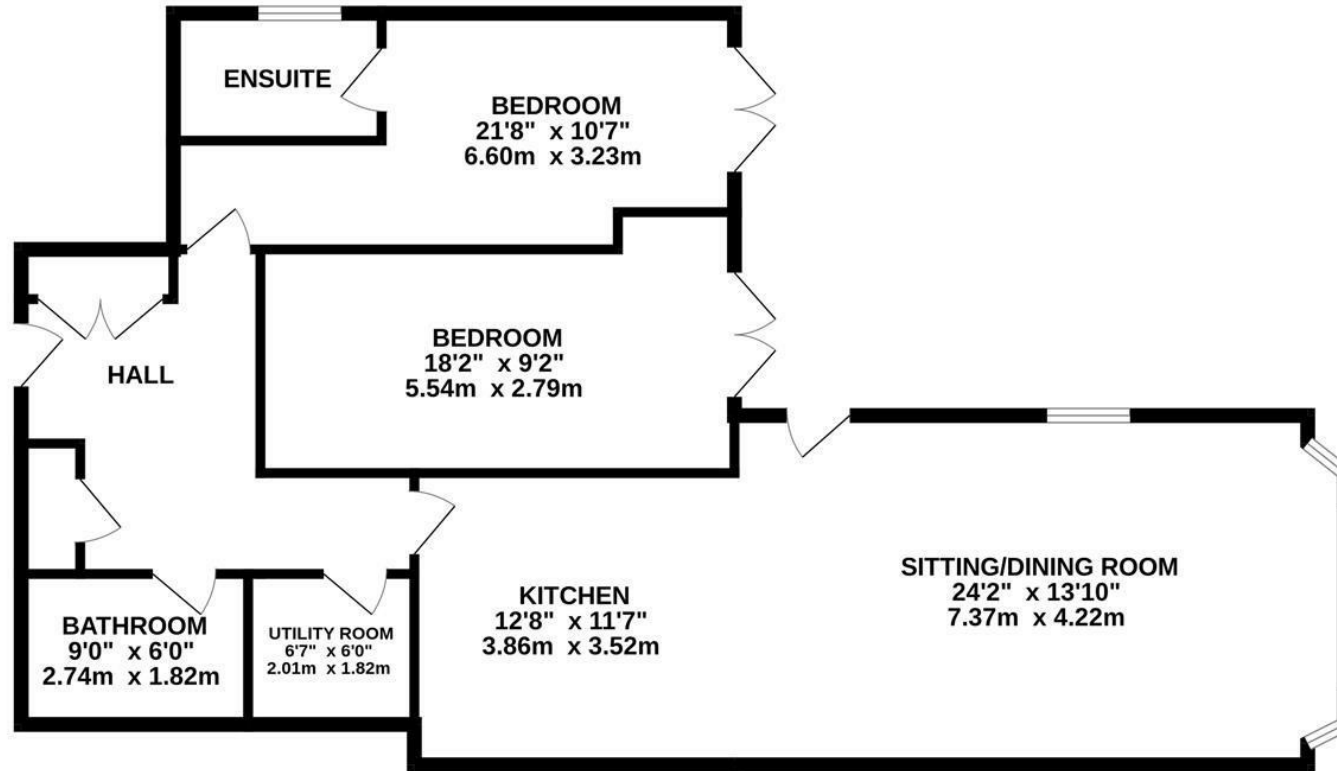 ENSUITE
BEDROOM
21'8" x 10'7"
6.60m x 3.23m
BEDROOM
18'2" x 9'2"
5.54m x 2.79m
HALL
SITTING/DINING ROOM
24'2" x 13'10"
7.37m x 4.22m
KITCHEN
12'8" x 11'7"
3.86m x 3.52m
BATHROOM
9'0" x 6'0"
2.74m x 1.82m
UTILITY ROOM
6'7" x 6'0"
2.01m x 1.82m